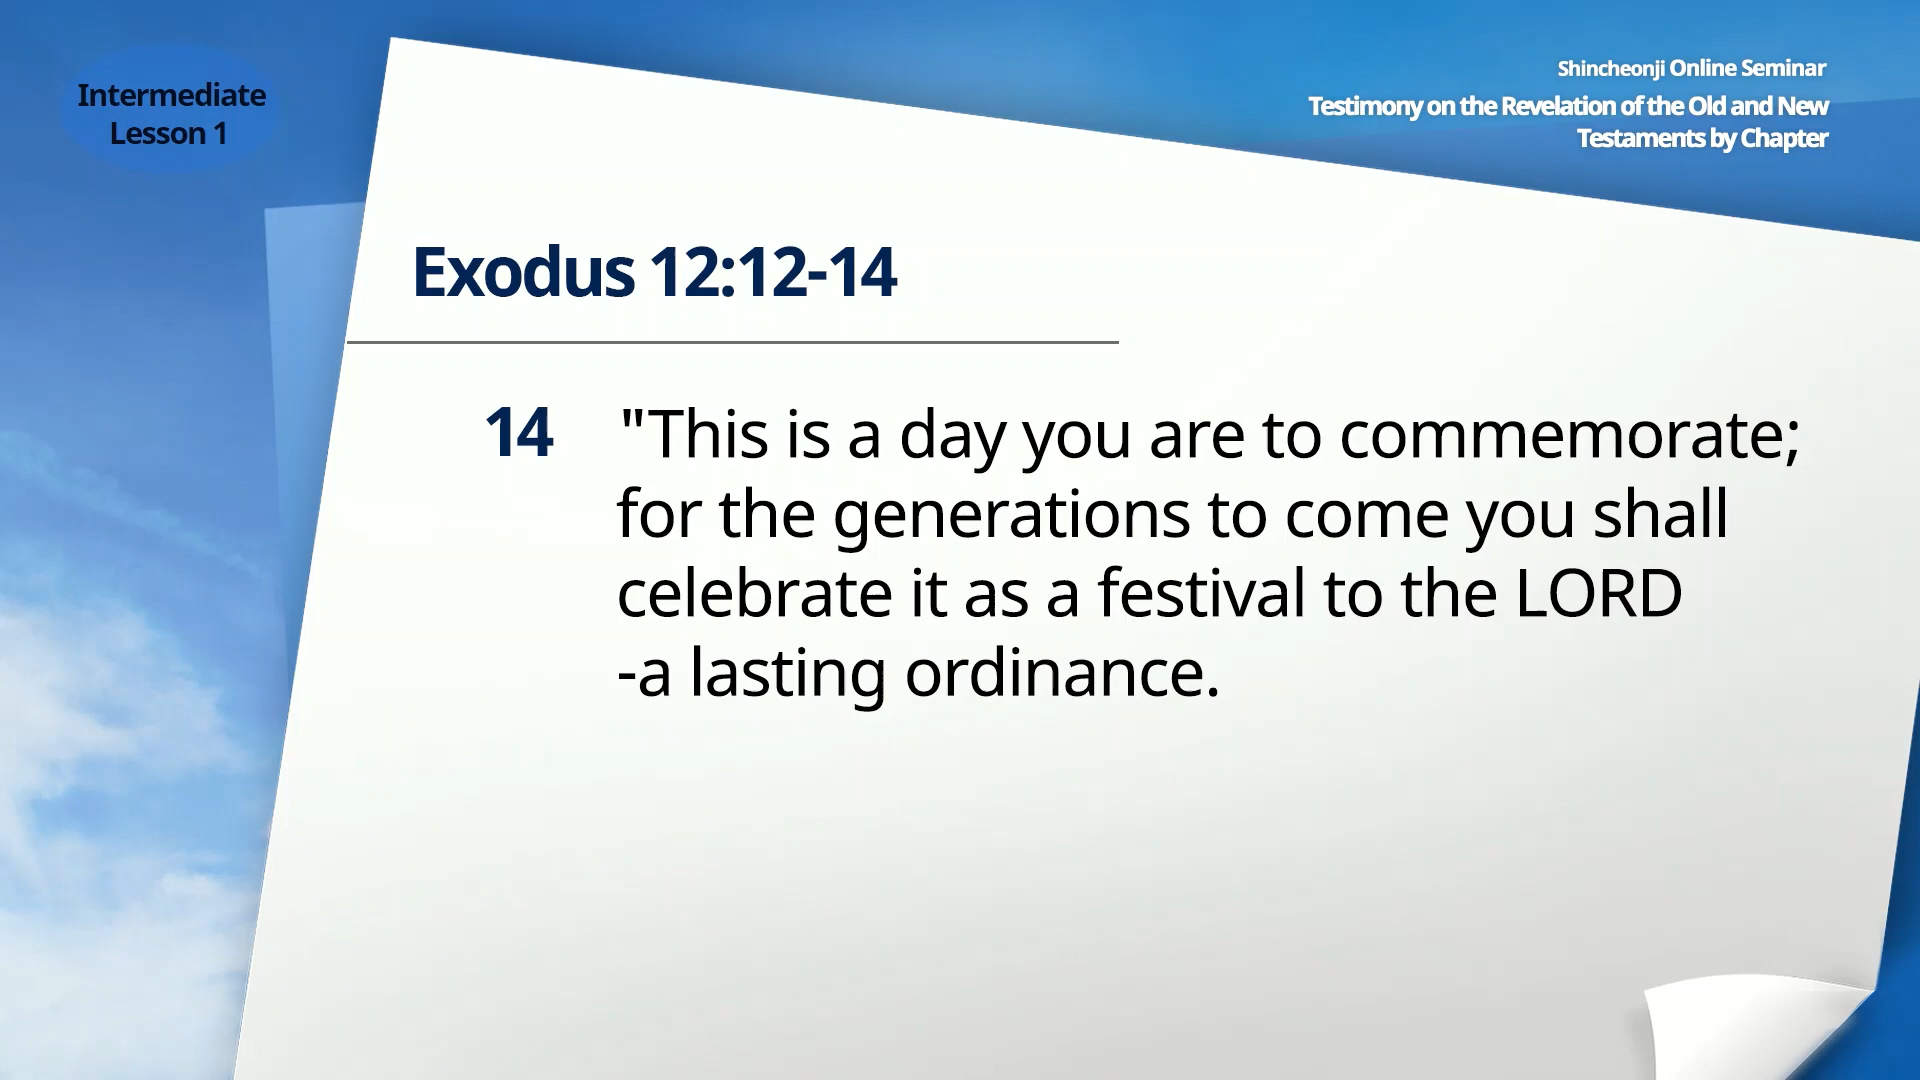 Intermediate
Lesson 1
Shincheonji Online Seminar
Testimony on the Revelation of the Old and New
Testaments by Chapter
Exodus 12:12-14
14 "This is a day you are to commemorate;
for the generations to come you shall
celebrate it as a festival to the LORD
-a lasting ordinance.